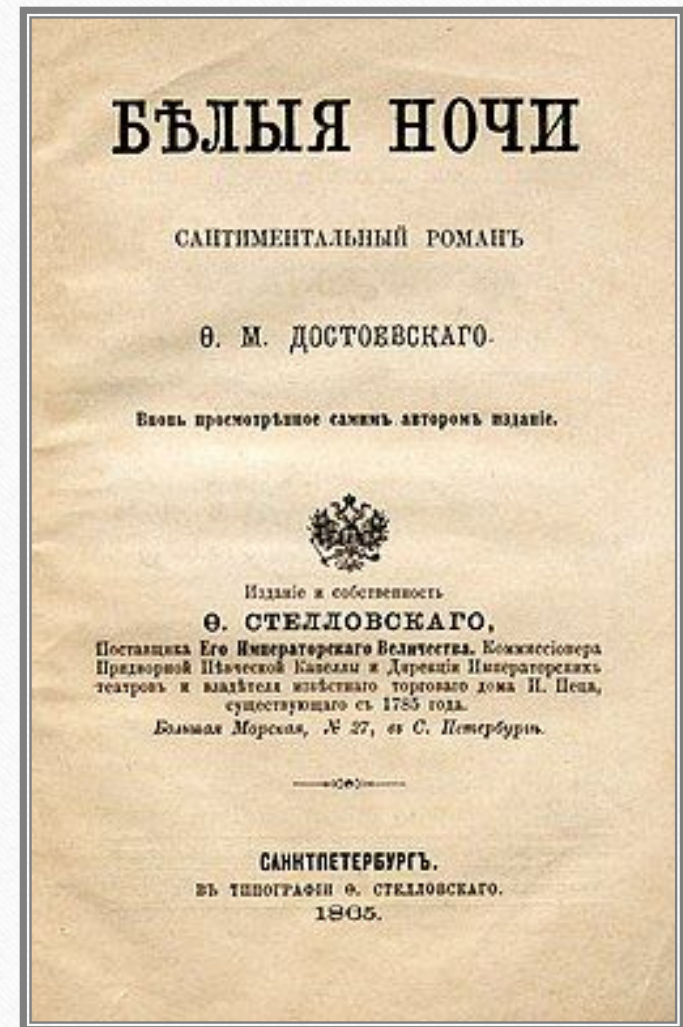 БѢЛЫЯ НОЧИ
САНТИМЕНТАЛЬНЫЙ РОМАНЪ
Ѳ. М. ДОСТОЕВСКАГО.
Вновь просмотрѣнное самимъ авторомъ изданіе.
Изданіе и собственность
Ѳ. СТЕЛЛОВСКАГО,
Поставщика Его Императорскаго Величества. Коммиссіонера
Придворной Пѣвческой Капеллы и Дирекціи Императорскихъ
театровъ и владѣтеля извѣстнаго торговаго дома И. Пеца,
существующаго съ 1785 года.
Большая Морская, № 27, въ С. Петербургѣ.
САНКТПЕТЕРБУРГЪ.
ВЪ ТИПОГРАФІИ Ѳ. СТЕЛЛОВСКАГО.
1865.